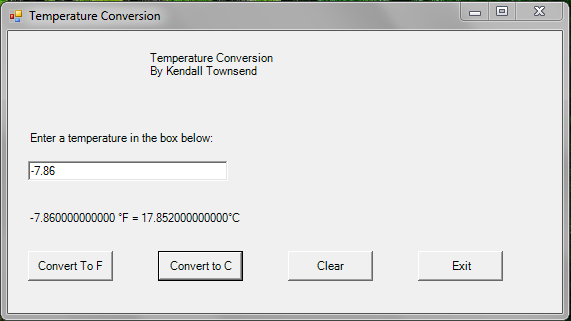 Temperature Conversion
Temperature Conversion
By Kendall Townsend
Enter a temperature in the box below:
-7.86
-7.860000000000 °F = 17.852000000000°C
Convert To F Convert to C Clear Exit